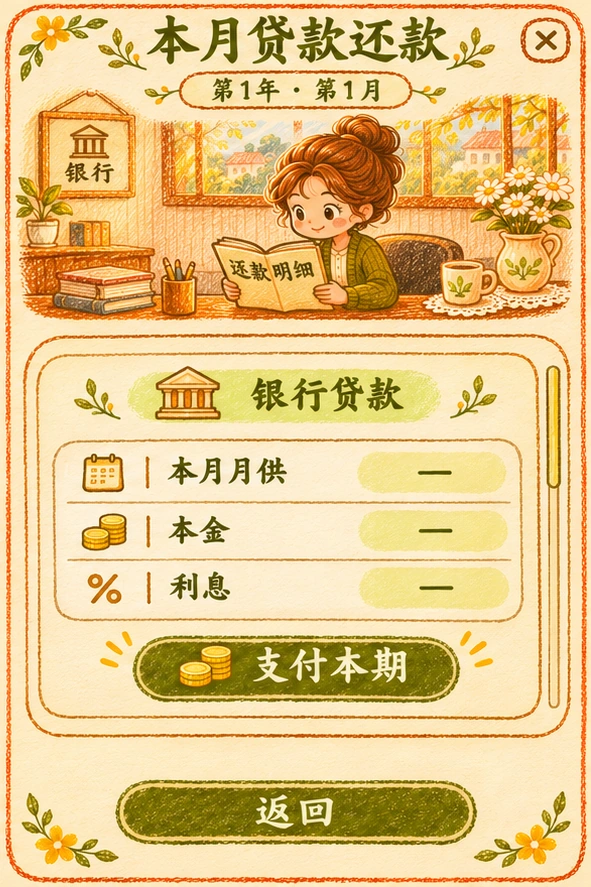 本月贷款还款
第1年·第1月
银行
还款明细
银行贷款
本月月供 —
本金 —
% 利息 —
支付本期
返回